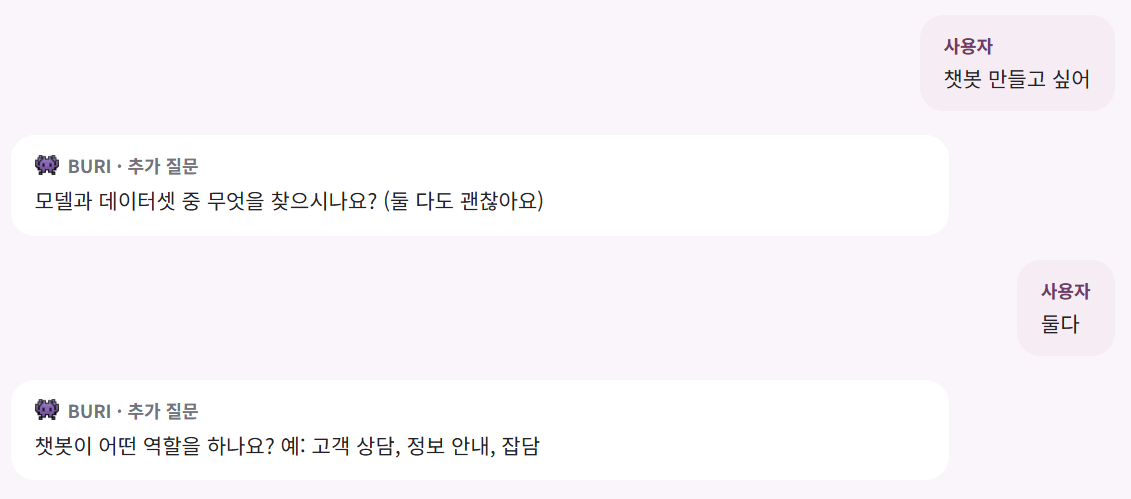 사용자
챗봇 만들고 싶어
BURI · 추가 질문
모델과 데이터셋 중 무엇을 찾으시나요? (둘 다도 괜찮아요)
사용자
둘다
BURI · 추가 질문
챗봇이 어떤 역할을 하나요? 예: 고객 상담, 정보 안내, 잡담